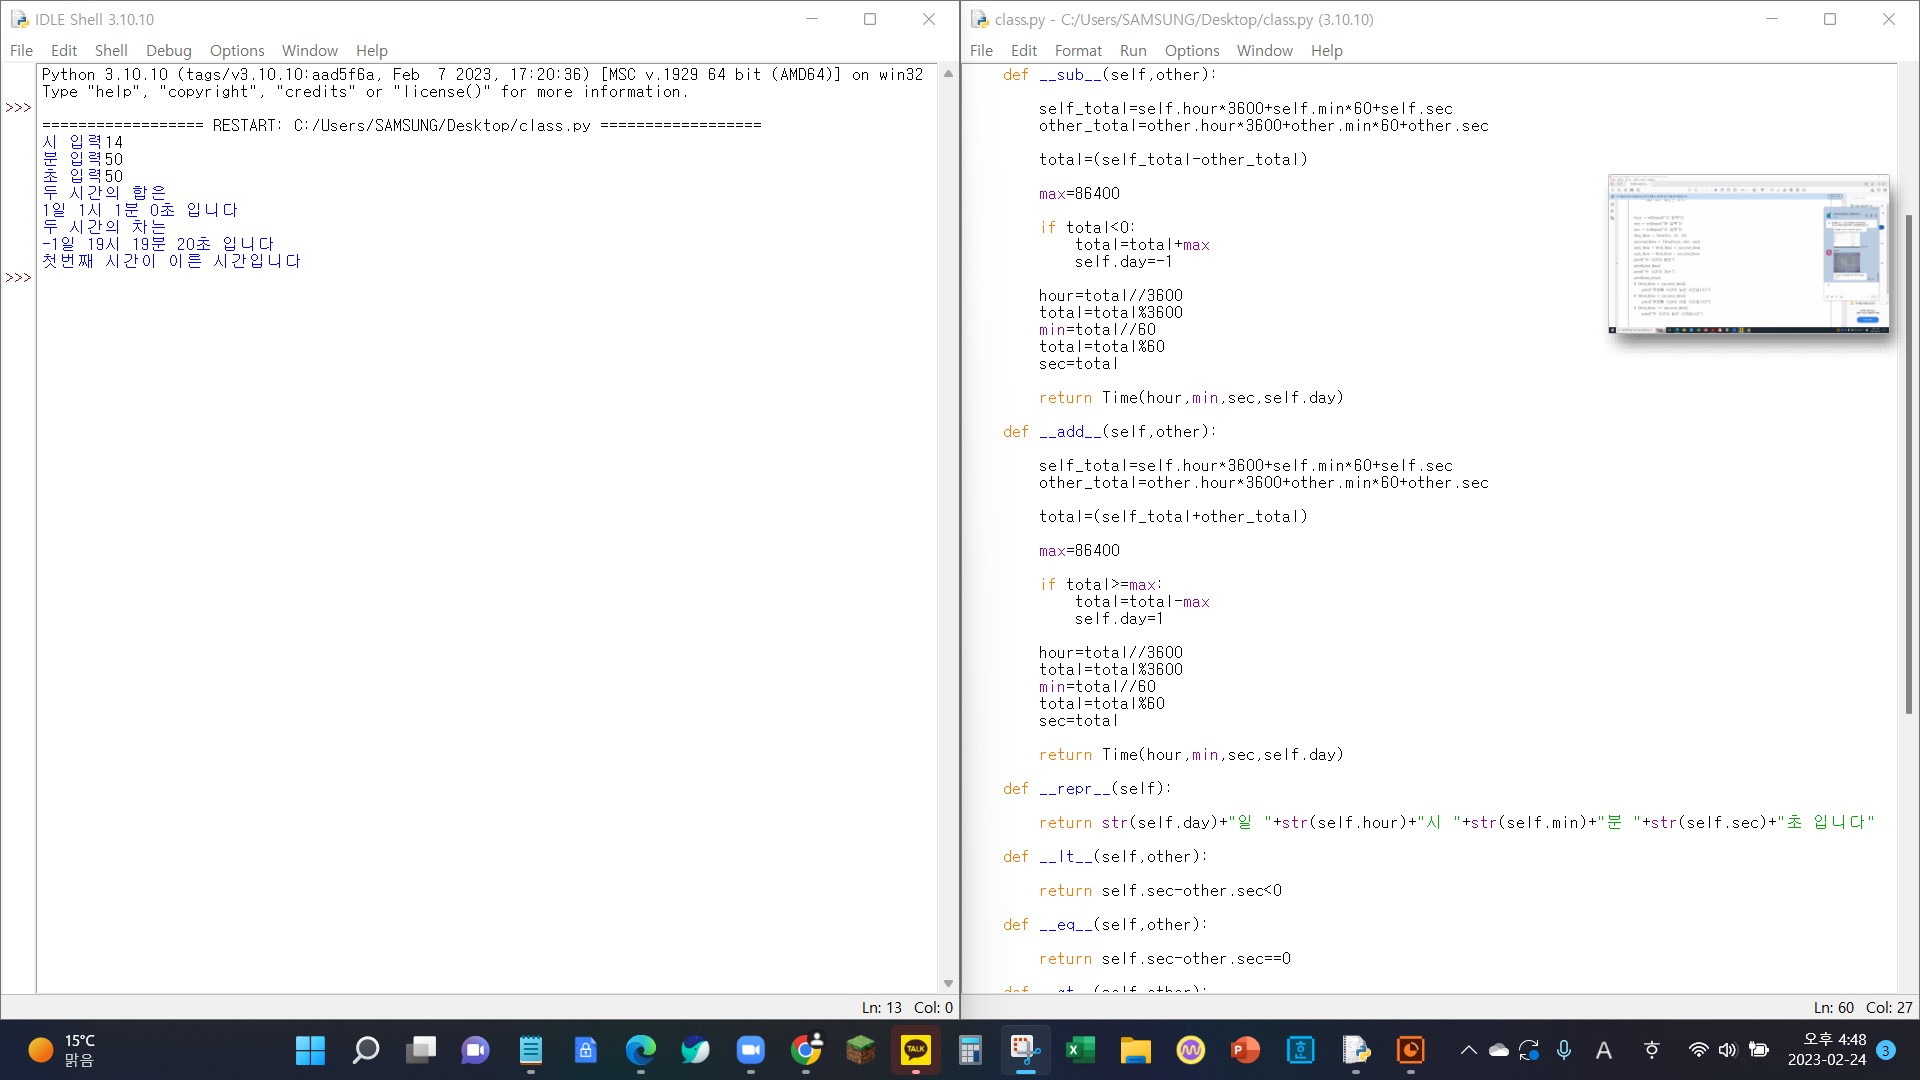 IDLE Shell 3.10.10
File Edit Shell Debug Options Window Help
Python 3.10.10 (tags/v3.10.10:aad5f6a, Feb  7 2023, 17:20:36) [MSC v.1929 64 bit (AMD64)] on win32
Type "help", "copyright", "credits" or "license()" for more information.
>>>
================== RESTART: C:/Users/SAMSUNG/Desktop/class.py ==================
시 입력14
분 입력50
초 입력50
두 시간의 합은
1일 1시 1분 0초 입니다
두 시간의 차는
-1일 19시 19분 20초 입니다
첫번째 시간이 이른 시간입니다
>>>
Ln: 13 Col: 0
class.py - C:/Users/SAMSUNG/Desktop/class.py (3.10.10)
File Edit Format Run Options Window Help
def __sub__(self,other):
self_total=self.hour*3600+self.min*60+self.sec
other_total=other.hour*3600+other.min*60+other.sec
total=(self_total-other_total)
max=86400
if total<0:
total=total+max
self.day=-1
hour=total//3600
total=total%3600
min=total//60
total=total%60
sec=total
return Time(hour,min,sec,self.day)
def __add__(self,other):
self_total=self.hour*3600+self.min*60+self.sec
other_total=other.hour*3600+other.min*60+other.sec
total=(self_total+other_total)
max=86400
if total>=max:
total=total-max
self.day=1
hour=total//3600
total=total%3600
min=total//60
total=total%60
sec=total
return Time(hour,min,sec,self.day)
def __repr__(self):
return str(self.day)+"일 "+str(self.hour)+"시 "+str(self.min)+"분 "+str(self.sec)+"초 입니다"
def __lt__(self,other):
return self.sec-other.sec<0
def __eq__(self,other):
return self.sec-other.sec==0
def __gt__(self,other):
Ln: 60 Col: 27
15°C
맑음
TALK
A
오후 4:48
2023-02-24
3